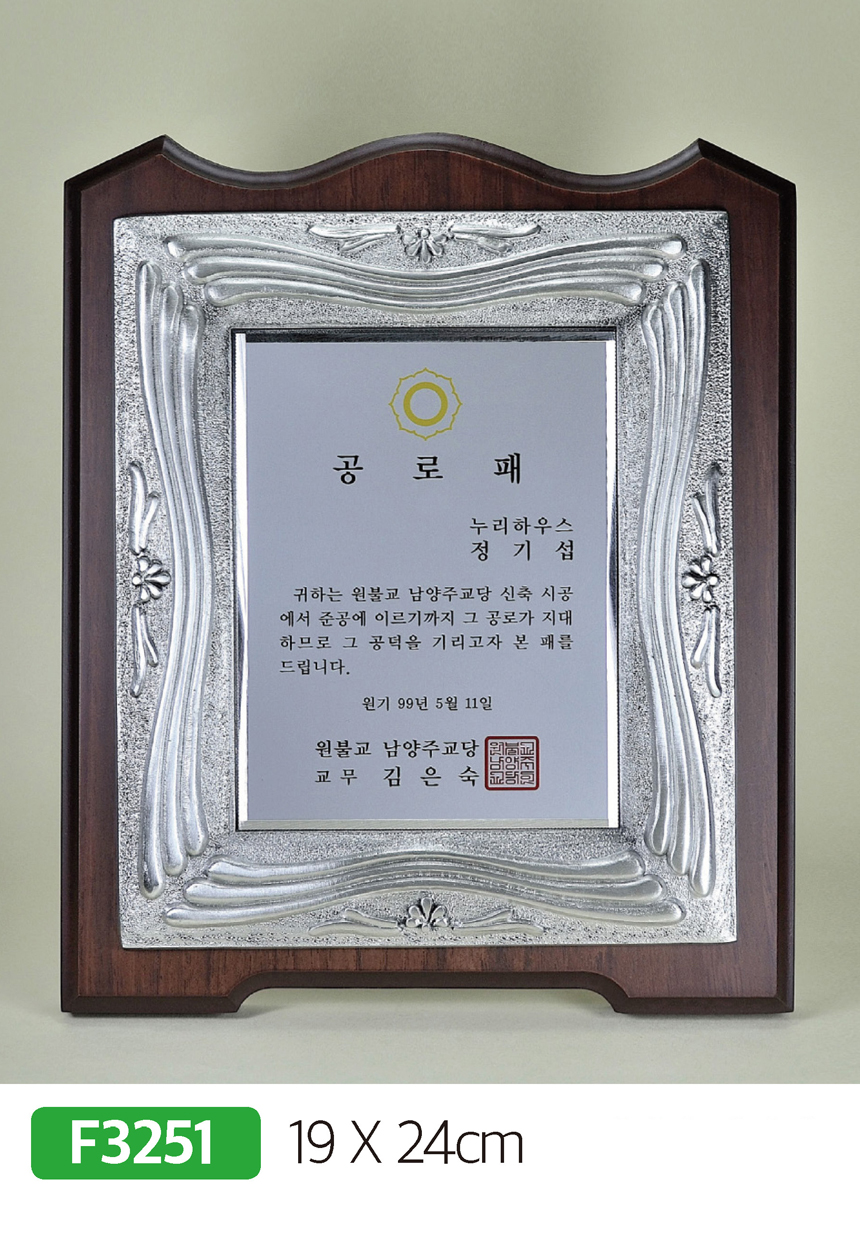 공 로 패
누리하우스
정 기 섭
귀하는 원불교 남양주교당 신축 시공
에서 준공에 이르기까지 그 공로가 지대
하므로 그 공덕을 기리고자 본 패를
드립니다.
원기 99년 5월 11일
원불교 남양주교당
교무 김은숙
F3251 19 X 24cm